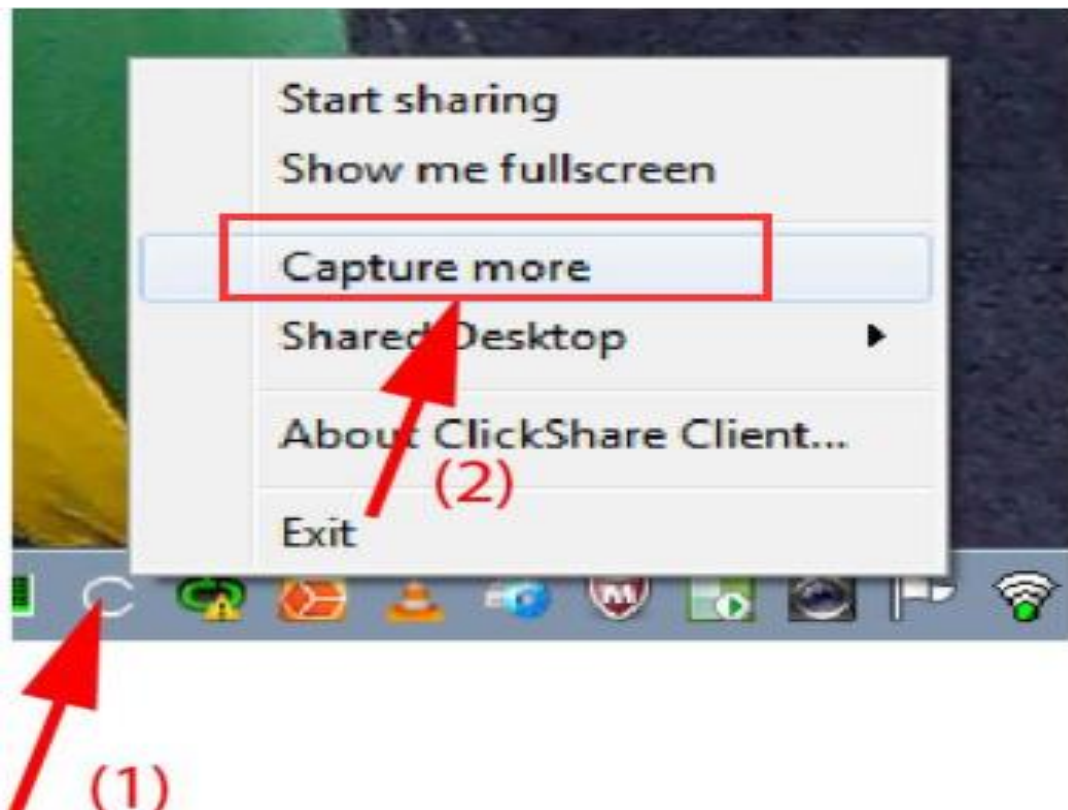 Start sharing
Show me fullscreen
Capture more
Shared Desktop
About ClickShare Client...
(2)
Exit
(1)